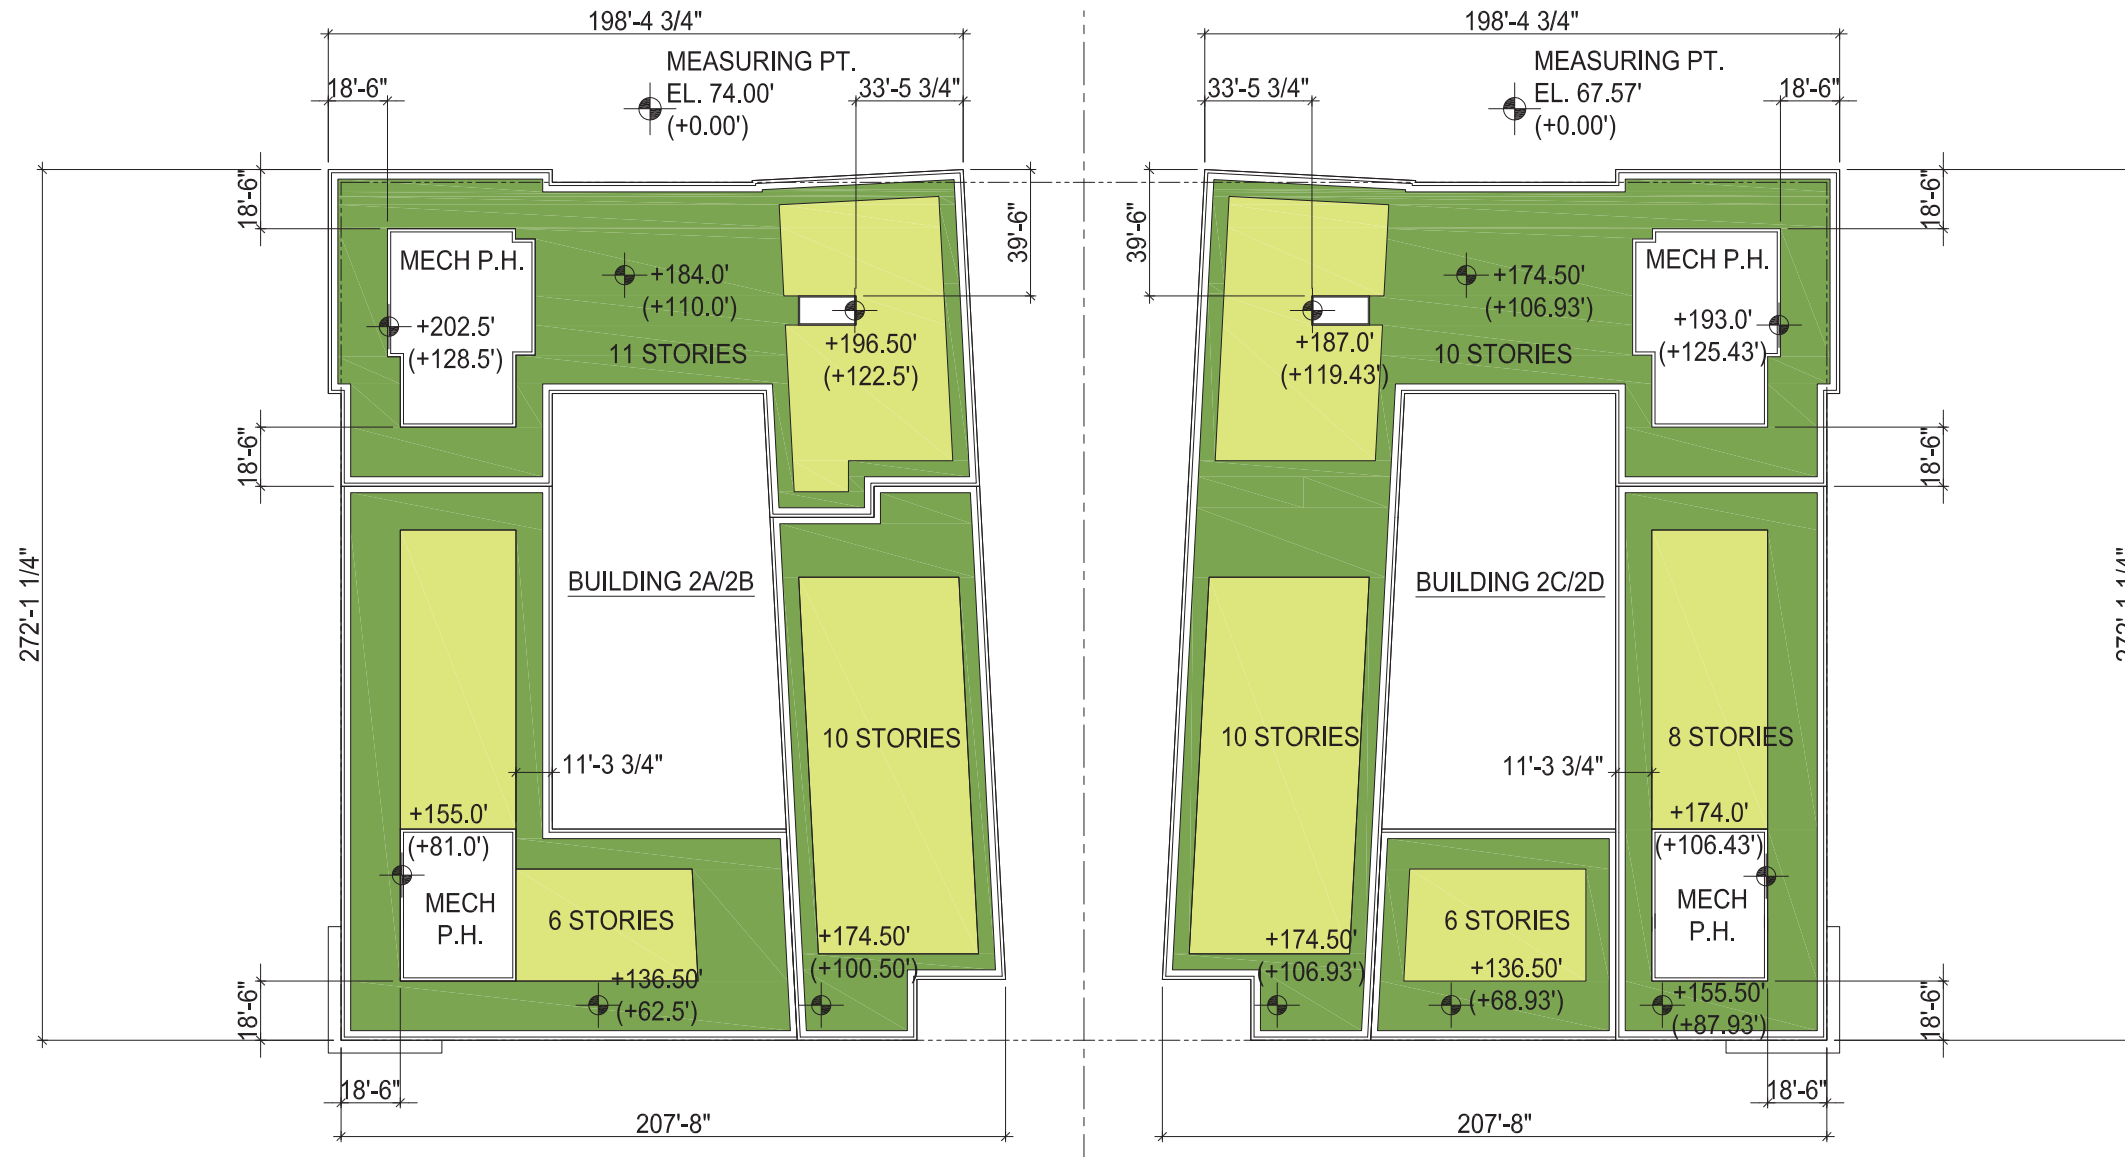 198'-4 3/4"
198'-4 3/4"
MEASURING PT.
EL. 74.00'
(+0.00')
MEASURING PT.
EL. 67.57'
(+0.00')
18'-6"
33'-5 3/4"
33'-5 3/4"
18'-6"
18'-6"
39'-6"
39'-6"
18'-6"
MECH P.H.
+184.0'
(+110.0')
+202.5'
(+128.5')
11 STORIES
+196.50'
(+122.5')
+174.50'
(+106.93')
MECH P.H.
+187.0'
(+119.43')
10 STORIES
+193.0'
(+125.43')
18'-6"
18'-6"
272'-1 1/4"
BUILDING 2A/2B
BUILDING 2C/2D
272'-1 1/4"
10 STORIES
10 STORIES
8 STORIES
11'-3 3/4"
11'-3 3/4"
+155.0'
(+81.0')
MECH
P.H.
+174.0'
(+106.43')
MECH
P.H.
6 STORIES
6 STORIES
+174.50'
(+100.50')
+136.50'
(+62.5')
+174.50'
(+106.93')
+136.50'
(+68.93')
+155.50'
(+87.93')
18'-6"
18'-6"
18'-6"
18'-6"
207'-8"
207'-8"